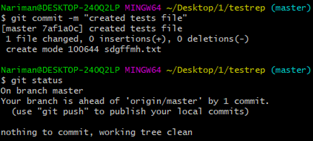 Nariman@DESKTOP-240Q2LP MINGW64 ~/Desktop/1/testrep (master)
$ git commit -m "created tests file"
[master 7af1a0c] created tests file
1 file changed, 0 insertions(+), 0 deletions(-)
create mode 100644 sdgffmh.txt
Nariman@DESKTOP-240Q2LP MINGW64 ~/Desktop/1/testrep (master)
$ git status
On branch master
Your branch is ahead of 'origin/master' by 1 commit.
(use "git push" to publish your local commits)
nothing to commit, working tree clean